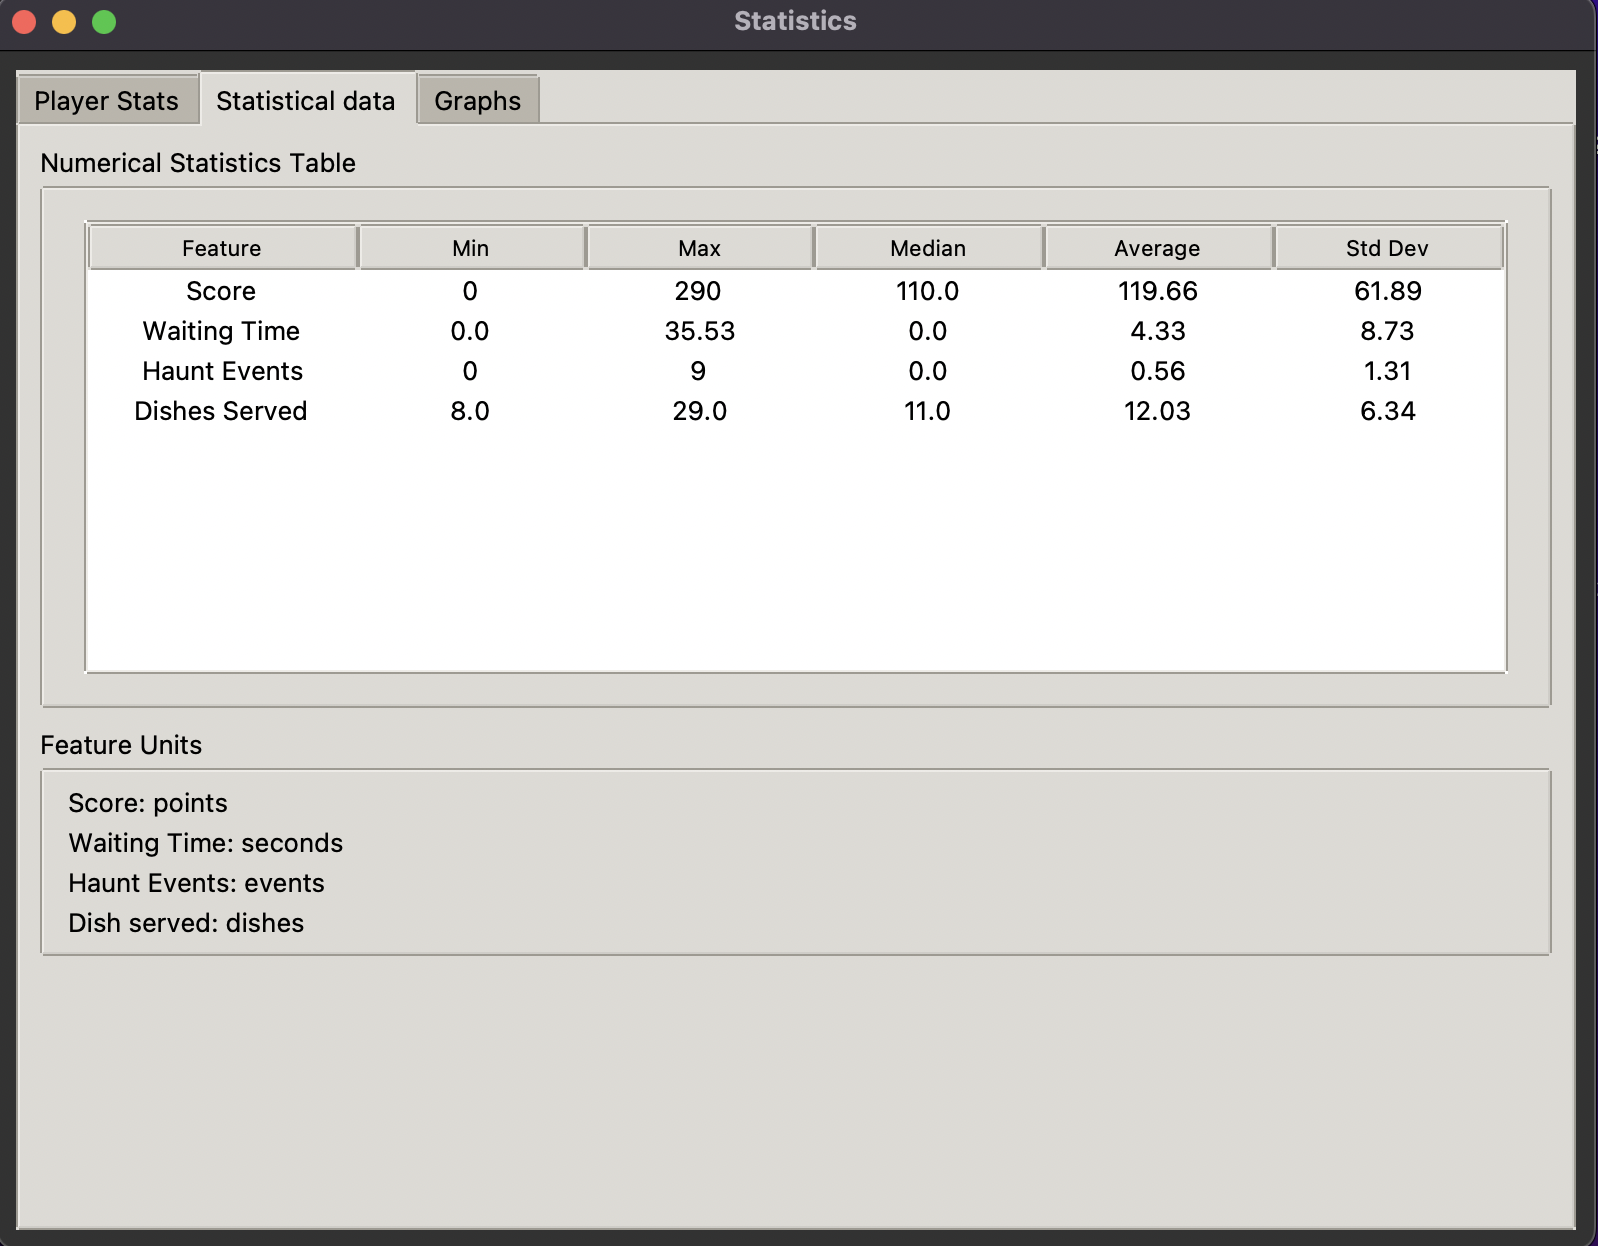 Statistics
Player Stats Statistical data Graphs
Numerical Statistics Table
Feature Min Max Median Average Std Dev
Score 0 290 110.0 119.66 61.89
Waiting Time 0.0 35.53 0.0 4.33 8.73
Haunt Events 0 9 0.0 0.56 1.31
Dishes Served 8.0 29.0 11.0 12.03 6.34
Feature Units
Score: points
Waiting Time: seconds
Haunt Events: events
Dish served: dishes